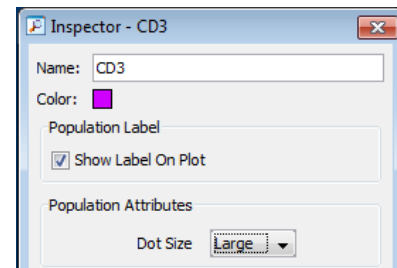 Inspector - CD3
Name: CD3
Color:
Population Label
Show Label On Plot
Population Attributes
Dot Size Large